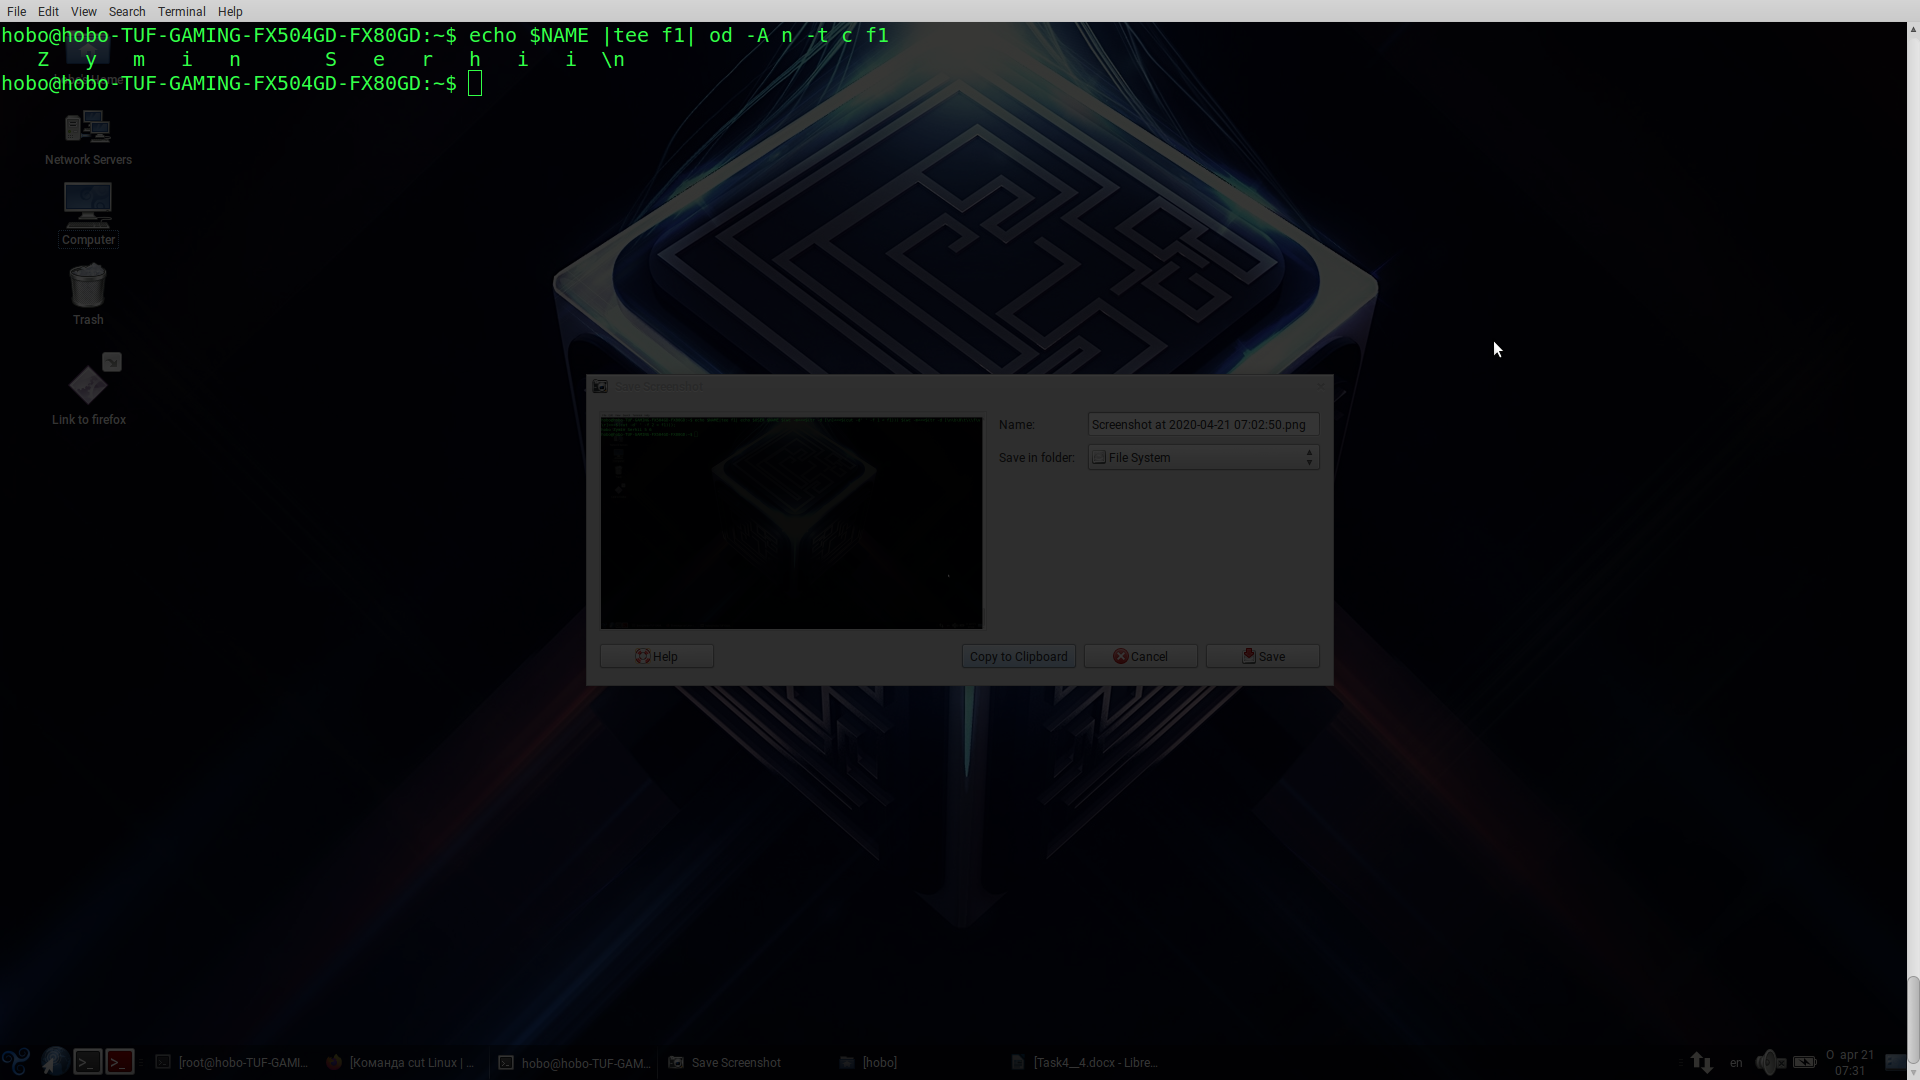 File Edit View Search Terminal Help
hobo@hobo-TUF-GAMING-FX504GD-FX80GD:~$ echo $NAME |tee f1| od -A n -t c f1
Z y m i n S e r h i i \n
hobo@hobo-TUF-GAMING-FX504GD-FX80GD:~$
Network Servers
Computer
Trash
Link to firefox
Save Screenshot
Name: Screenshot at 2020-04-21 07:02:50.png
Save in folder: File System
Help Copy to Clipboard Cancel Save
[root@hobo-TUF-GAMI... [Команда cut Linux | ... hobo@hobo-TUF-GAM... Save Screenshot [hobo] [Task4__4.docx - Libre... en O apr 21
07:31